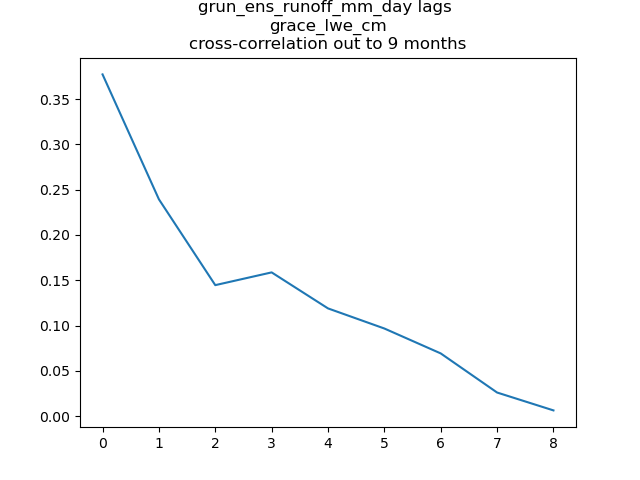 grun_ens_runoff_mm_day lags
grace_lwe_cm
cross-correlation out to 9 months
0.35
0.30
0.25
0.20
0.15
0.10
0.05
0.00
0 1 2 3 4 5 6 7 8